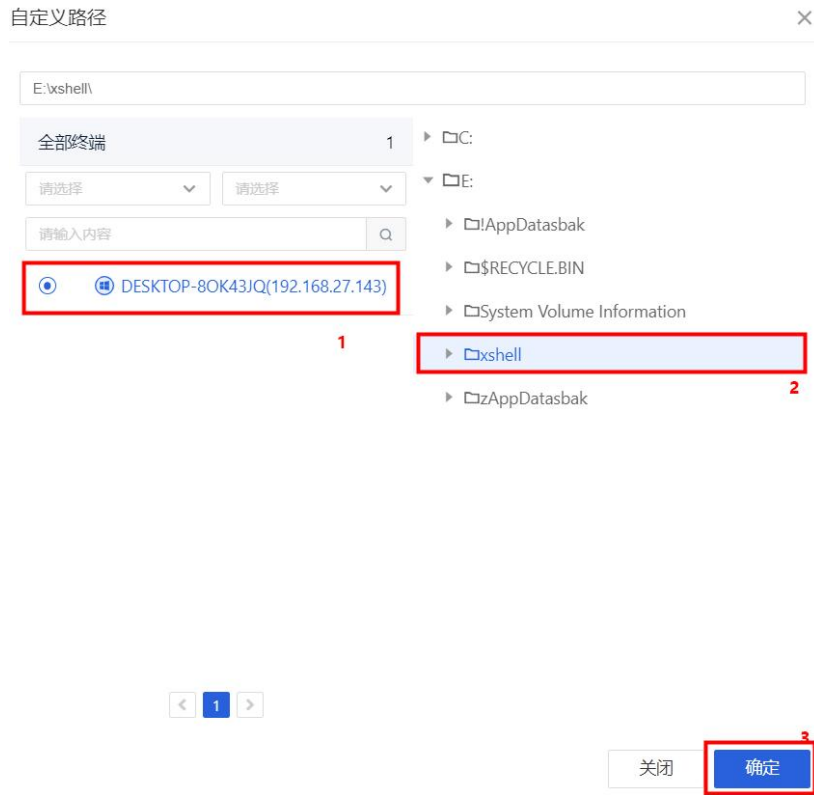 自定义路径
E:\xshell\
全部终端 1
请选择 请选择
请输入内容
DESKTOP-8OK43JQ(192.168.27.143)
1
C:
E:
!AppDatasbak
$RECYCLE.BIN
System Volume Information
xshell
2
zAppDatasbak
1
3
关闭 确定